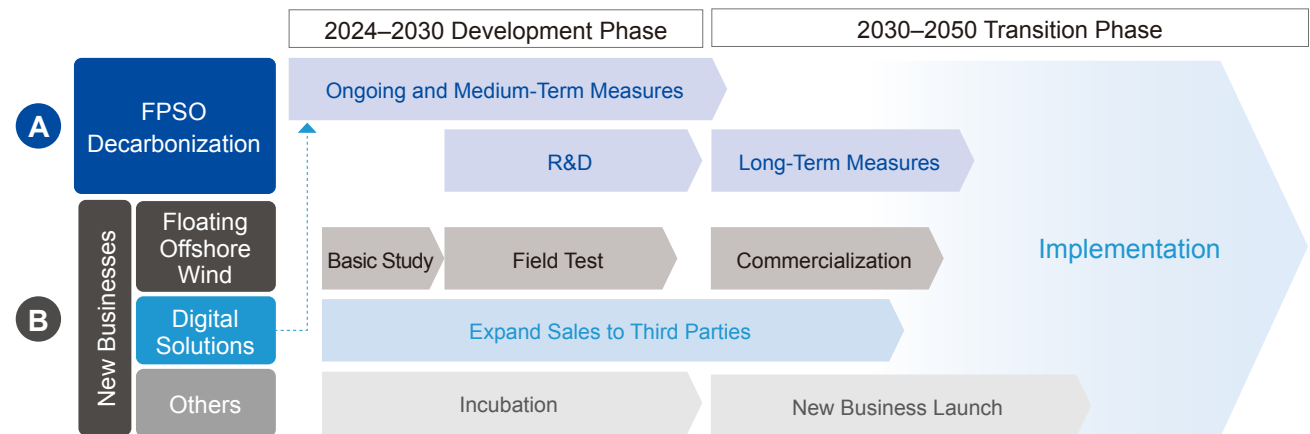 2024–2030 Development Phase
2030–2050 Transition Phase
A
FPSO
Decarbonization
Ongoing and Medium-Term Measures
R&D
Long-Term Measures
B
New Businesses
Floating
Offshore
Wind
Basic Study
Field Test
Commercialization
Implementation
Digital
Solutions
Expand Sales to Third Parties
Others
Incubation
New Business Launch